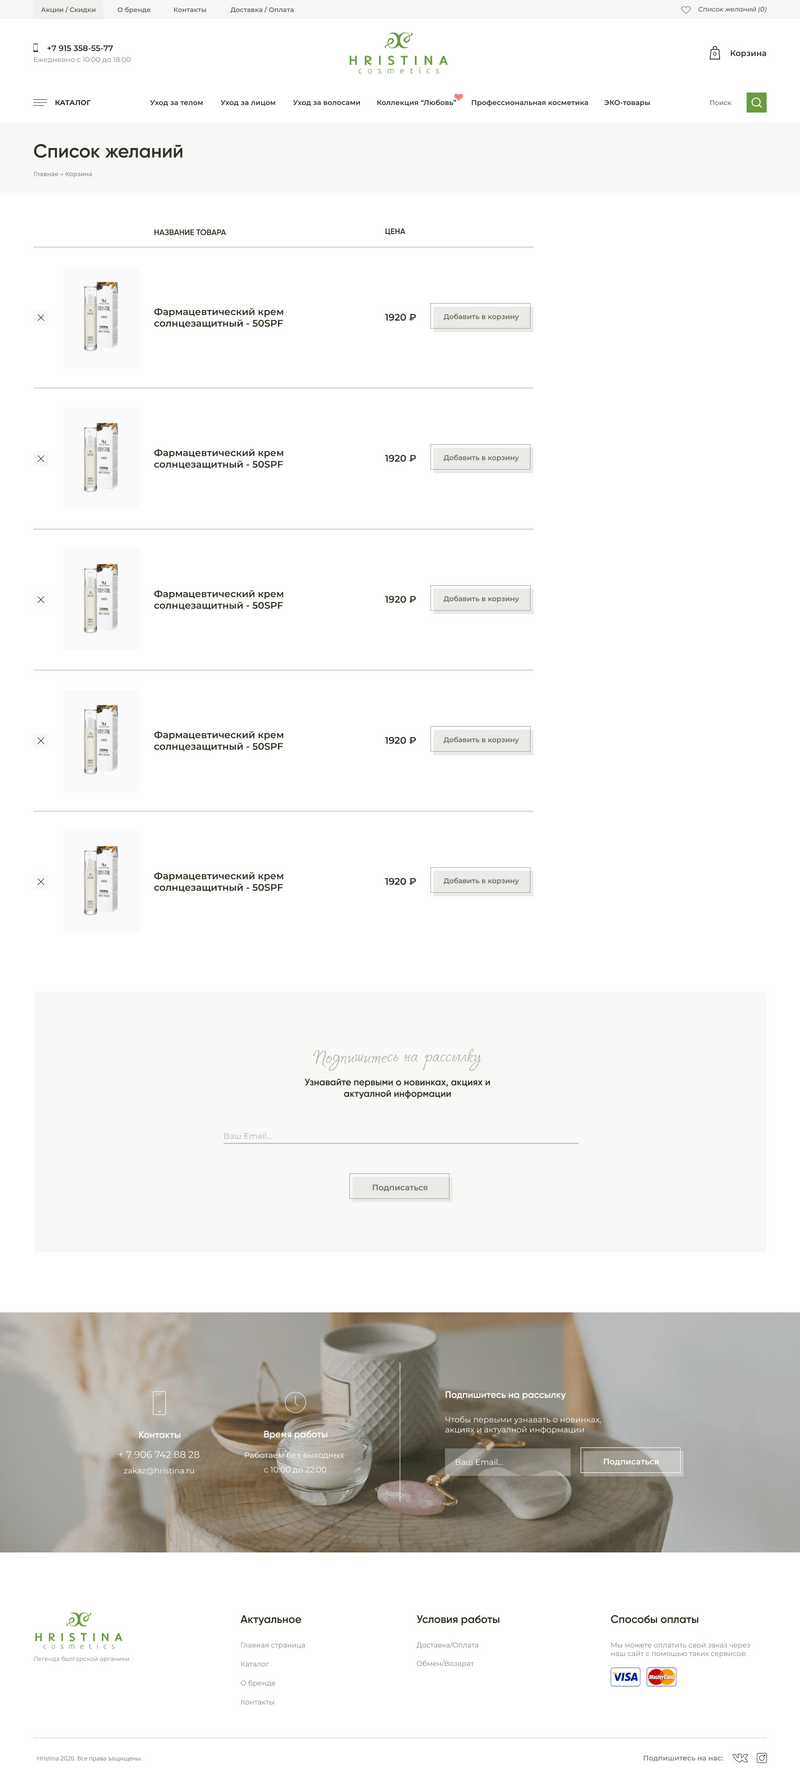 Акции / Скидки
О бренде
Контакты
Доставка / Оплата
Список желаний (0)
+7 915 358-55-77
Ежедневно с 10:00 до 18:00
HRISTINA
cosmetics
0
Корзина
КАТАЛОГ
Уход за телом
Уход за лицом
Уход за волосами
Коллекция “Любовь”
Профессиональная косметика
ЭКО-товары
Поиск
Список желаний
Главная » Корзина
НАЗВАНИЕ ТОВАРА
ЦЕНА
Фармацевтический крем
солнцезащитный - 50SPF
1920 ₽
Добавить в корзину
Фармацевтический крем
солнцезащитный - 50SPF
1920 ₽
Добавить в корзину
Фармацевтический крем
солнцезащитный - 50SPF
1920 ₽
Добавить в корзину
Фармацевтический крем
солнцезащитный - 50SPF
1920 ₽
Добавить в корзину
Фармацевтический крем
солнцезащитный - 50SPF
1920 ₽
Добавить в корзину
Подпишитесь на рассылку
Узнавайте первыми о новинках, акциях и
актуалной информации
Ваш Email...
Подписаться
Контакты
+ 7 906 742 88 28
zakaz@hristina.ru
Время работы
Работаем без выходных
с 10:00 до 22:00
Подпишитесь на рассылку
Чтобы первыми узнавать о новинках,
акциях и актуалной информации
Ваш Email...
Подписаться
HRISTINA
cosmetics
Легенда болгарской органики
Актуальное
Главная страница
Каталог
О бренде
Контакты
Условия работы
Доставка/Оплата
Обмен/Возврат
Способы оплаты
Мы можете оплатить свой заказ через
наш сайт с помощью таких сервисов:
VISA
MasterCard
Hristina 2020. Все права защищены.
Подпишитесь на нас: